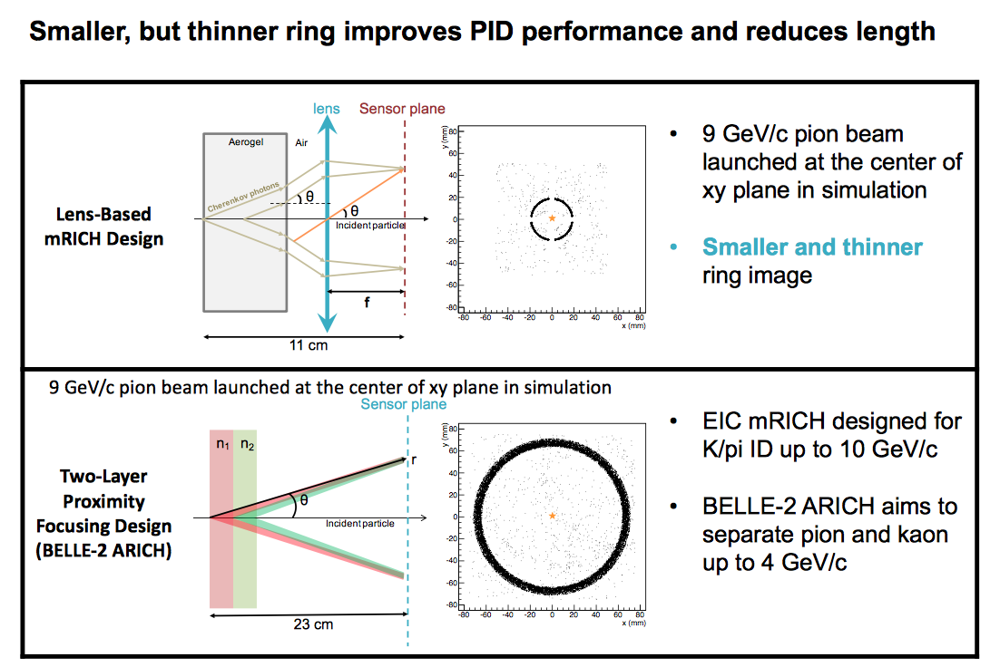 Smaller, but thinner ring improves PID performance and reduces length
Lens-Based
mRICH Design
lens
Sensor plane
Aerogel
Air
Cherenkov photons
θ
θ
Incident particle
f
11 cm
y (mm)
80
60
40
20
0
-20
-40
-60
-80
-80 -60 -40 -20 0 20 40 60 80
x (mm)
• 9 GeV/c pion beam
launched at the center of
xy plane in simulation
• Smaller and thinner
ring image
9 GeV/c pion beam launched at the center of xy plane in simulation
Two-Layer
Proximity
Focusing Design
(BELLE-2 ARICH)
Sensor plane
n1 n2
r
θ
Incident particle
23 cm
y (mm)
80
60
40
20
0
-20
-40
-60
-80
-80 -60 -40 -20 0 20 40 60 80
x (mm)
• EIC mRICH designed for
K/pi ID up to 10 GeV/c
• BELLE-2 ARICH aims to
separate pion and kaon
up to 4 GeV/c